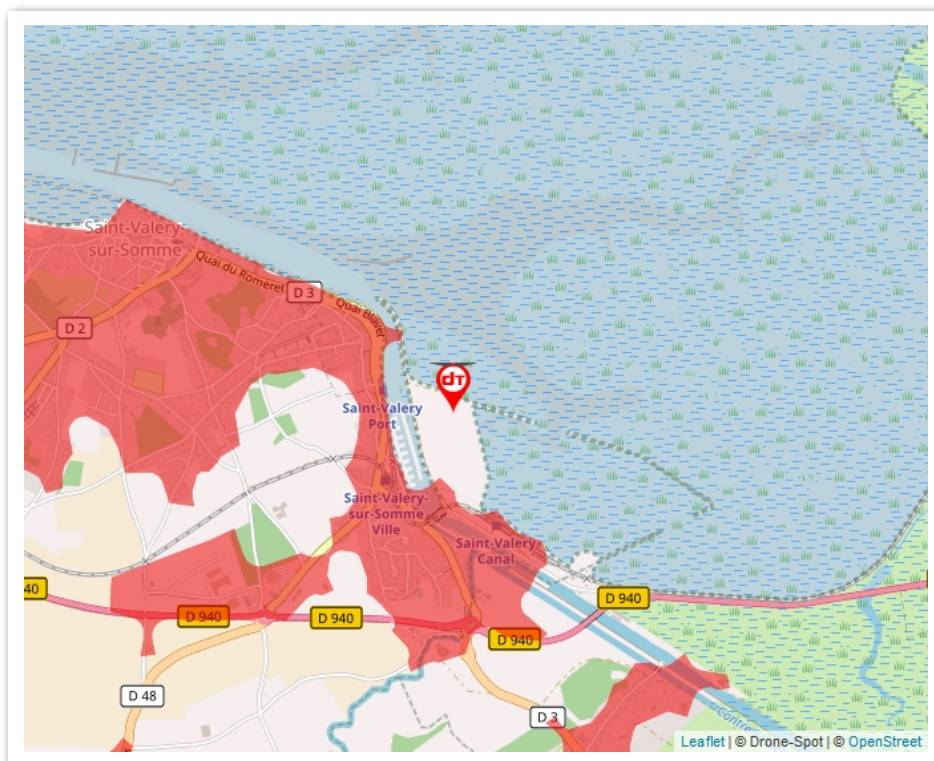 Saint-Valery-
sur-Somme
Quai du Romerel
D 3
Quai Blavet
D 2
dT
Saint-Valery
Port
Saint-Valery-
sur-Somme
Ville
Saint-Valery
Canal
40
D 940
D 940
D 940
D 940
D 48
D 3
Leaflet | © Drone-Spot | © OpenStreet